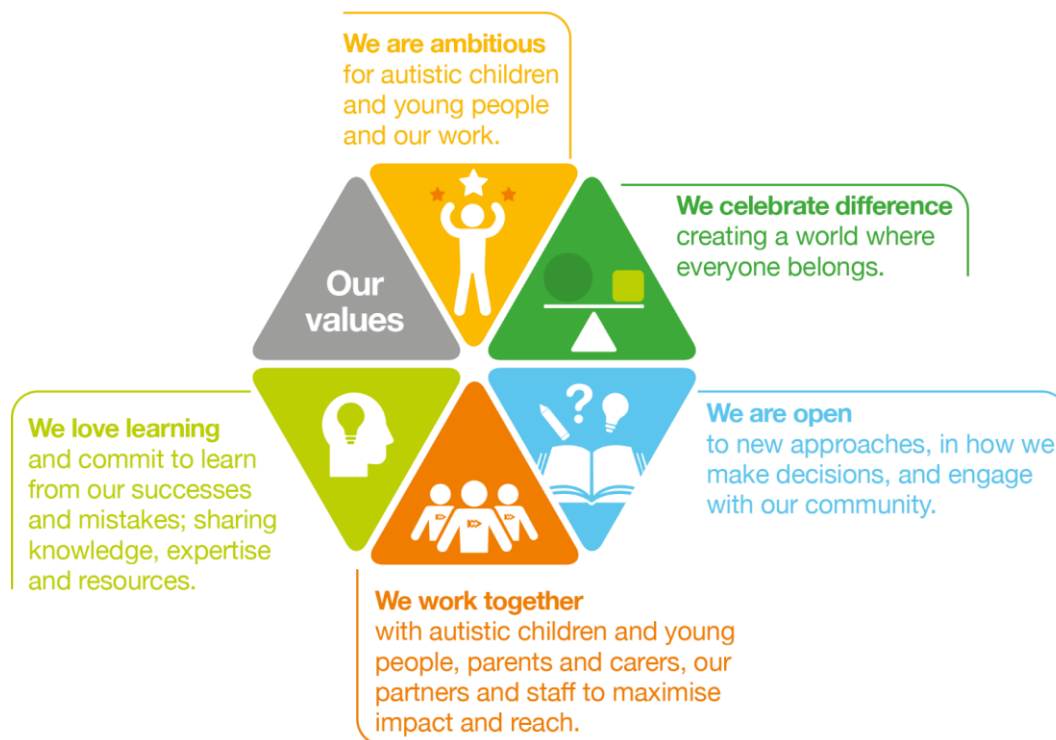 We are ambitious
for autistic children
and young people
and our work.
We celebrate difference
creating a world where
everyone belongs.
Our
values
We are open
to new approaches, in how we
make decisions, and engage
with our community.
We love learning
and commit to learn
from our successes
and mistakes; sharing
knowledge, expertise
and resources.
?
We work together
with autistic children and young
people, parents and carers, our
partners and staff to maximise
impact and reach.